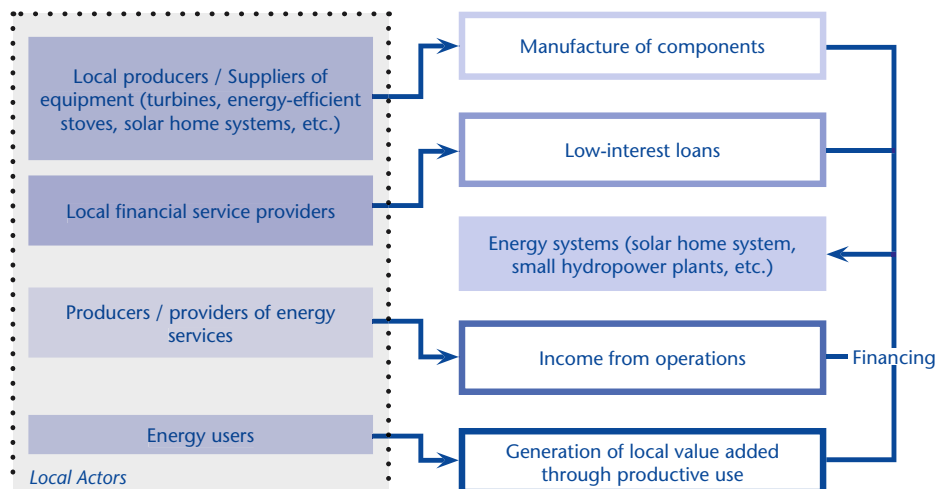 Local producers / Suppliers of
equipment (turbines, energy-efficient
stoves, solar home systems, etc.)
Local financial service providers
Producers / providers of energy
services
Energy users
Local Actors
Manufacture of components
Low-interest loans
Energy systems (solar home system,
small hydropower plants, etc.)
Income from operations
Financing
Generation of local value added
through productive use